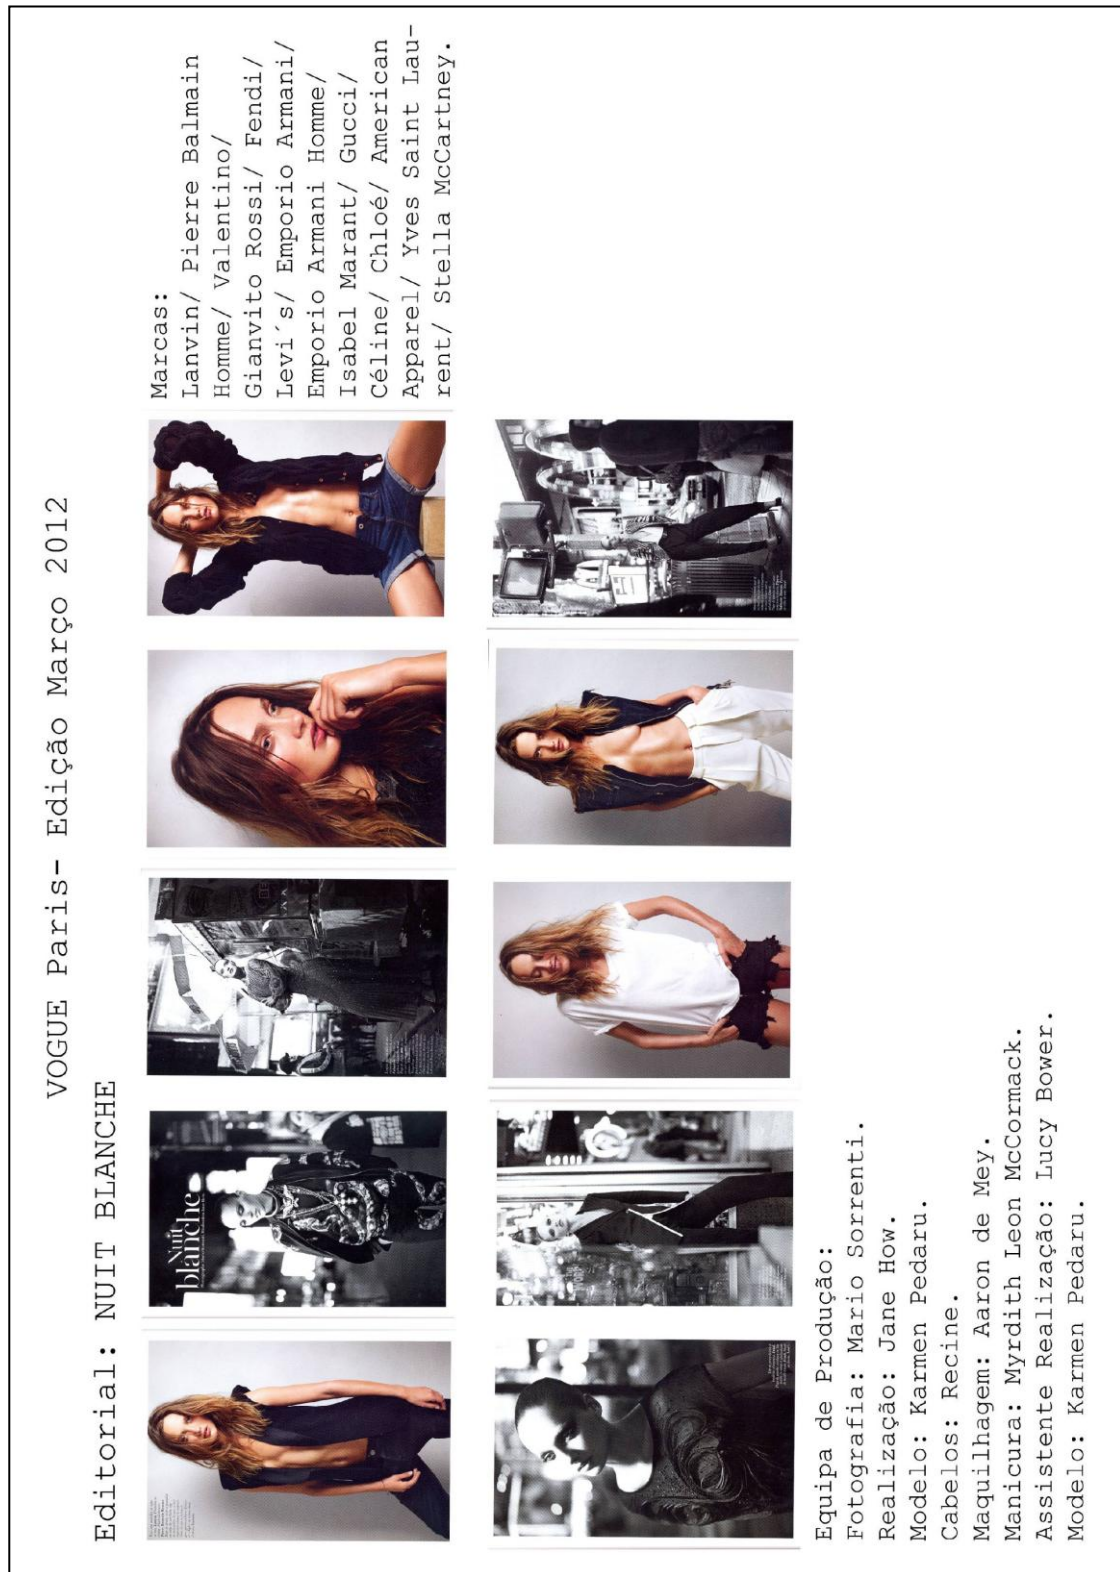 VOGUE Paris- Edição Março 2012
Editorial: NUIT BLANCHE
Nuit
blanche
Marcas:
Lanvin/ Pierre Balmain
Homme/ Valentino/
Gianvito Rossi/ Fendi/
Levi´s/ Emporio Armani/
Emporio Armani Homme/
Isabel Marant/ Gucci/
Céline/ Chloé/ American
Apparel/ Yves Saint Lau-
rent/ Stella McCartney.
Equipa de Produção:
Fotografia: Mario Sorrenti.
Realização: Jane How.
Modelo: Karmen Pedaru.
Cabelos: Recine.
Maquilhagem: Aaron de Mey.
Manicura: Myrdith Leon McCormack.
Assistente Realização: Lucy Bower.
Modelo: Karmen Pedaru.